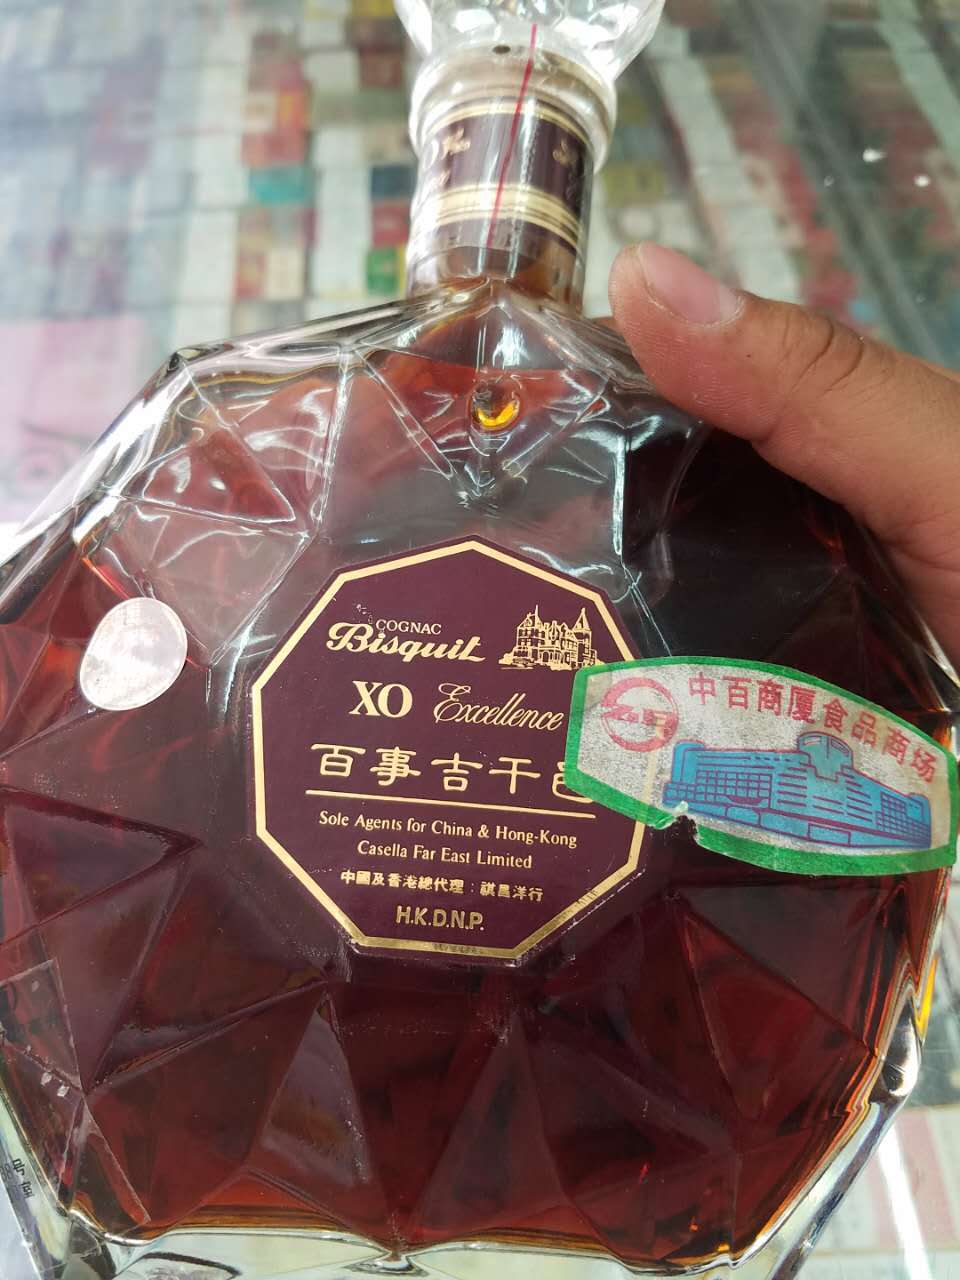 COGNAC
Bisquit
XO Excellence
百事吉干邑
Sole Agents for China & Hong-Kong
Casella Far East Limited
中國及香港總代理：祺昌洋行
H.K.D.N.P.
中百商厦食品商场